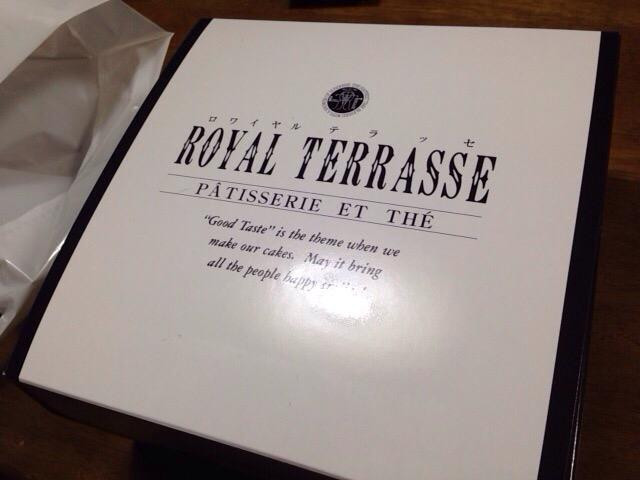 ロワイヤルテラッセ
ROYAL TERRASSE
PÂTISSERIE ET THÉ
“Good Taste” is the theme when we
make our cakes. May it bring
all the people happy